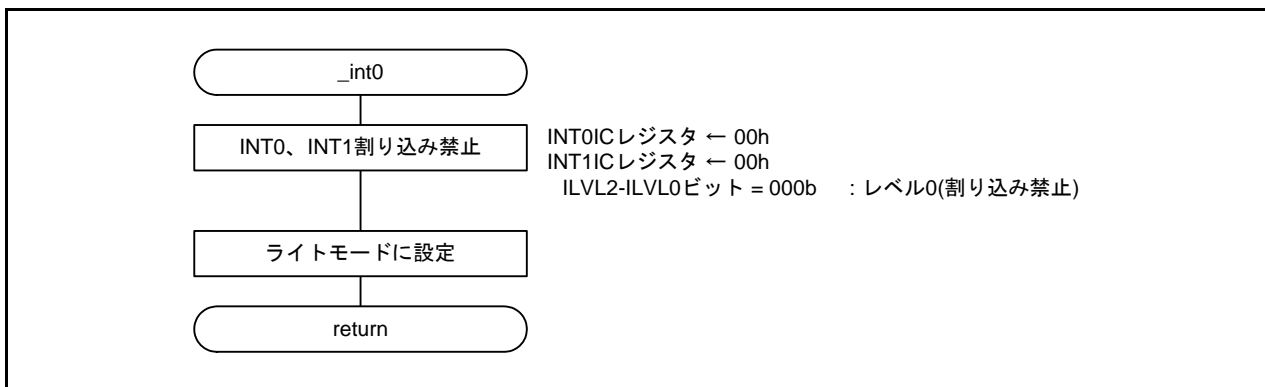 _int0
INT0、INT1割り込み禁止
INT0ICレジスタ ← 00h
INT1ICレジスタ ← 00h
ILVL2-ILVL0ビット = 000b : レベル0(割り込み禁止)
ライトモードに設定
return